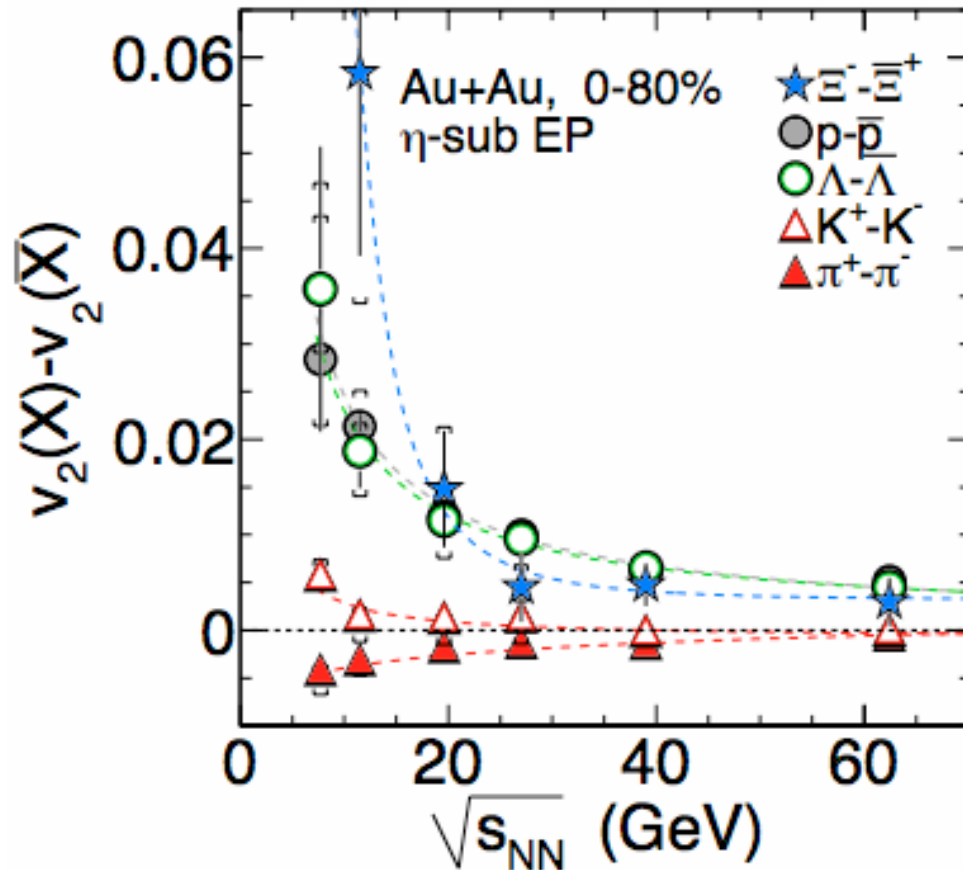 Au+Au, 0-80%
η-sub EP
Ξ⁻-Ξ̅⁺
p-p̅
Λ-Λ̅
K⁺-K⁻
π⁺-π⁻
v₂(X)-v₂(X̅)
0.06
0.04
0.02
0
0 20 40 60
√s_NN (GeV)